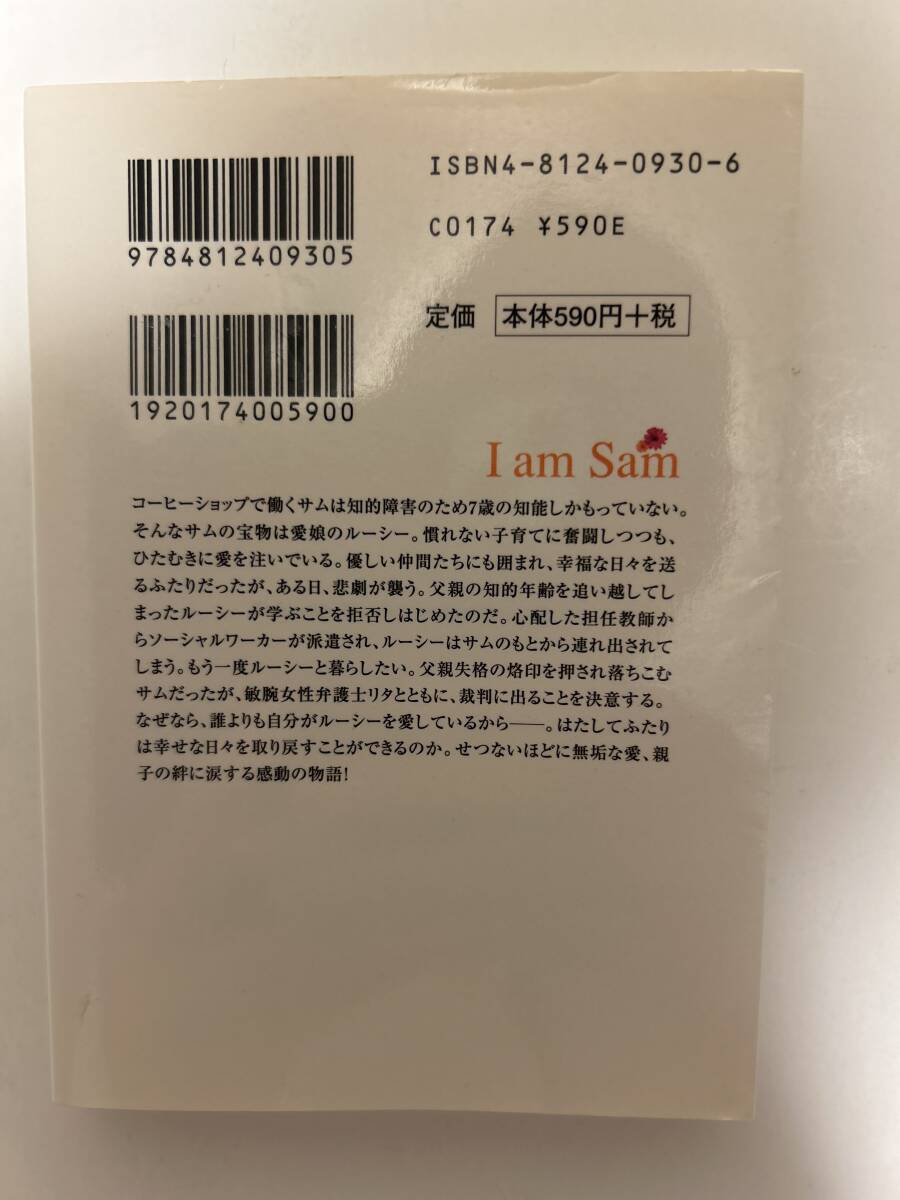 ISBN4-8124-0930-6
C0174 ¥590E
9784812409305
定価 本体590円+税
1920174005900
I am Sam
コーヒーショップで働くサムは知的障害のため7歳の知能しかもっていない。
そんなサムの宝物は愛娘のルーシー。慣れない子育てに奮闘しつつも、
ひたむきに愛を注いでいる。優しい仲間たちにも囲まれ、幸福な日々を送
るふたりだったが、ある日、悲劇が襲う。父親の知的年齢を追い越してし
まったルーシーが学ぶことを拒否しはじめたのだ。心配した担任教師か
らソーシャルワーカーが派遣され、ルーシーはサムのもとから連れ出されて
しまう。もう一度ルーシーと暮らしたい。父親失格の烙印を押され落ちこむ
サムだったが、敏腕女性弁護士リタとともに、裁判に出ることを決意する。
なぜなら、誰よりも自分がルーシーを愛しているから——。はたしてふたり
は幸せな日々を取り戻すことができるのか。せつないほどに無垢な愛、親
子の絆に涙する感動の物語!